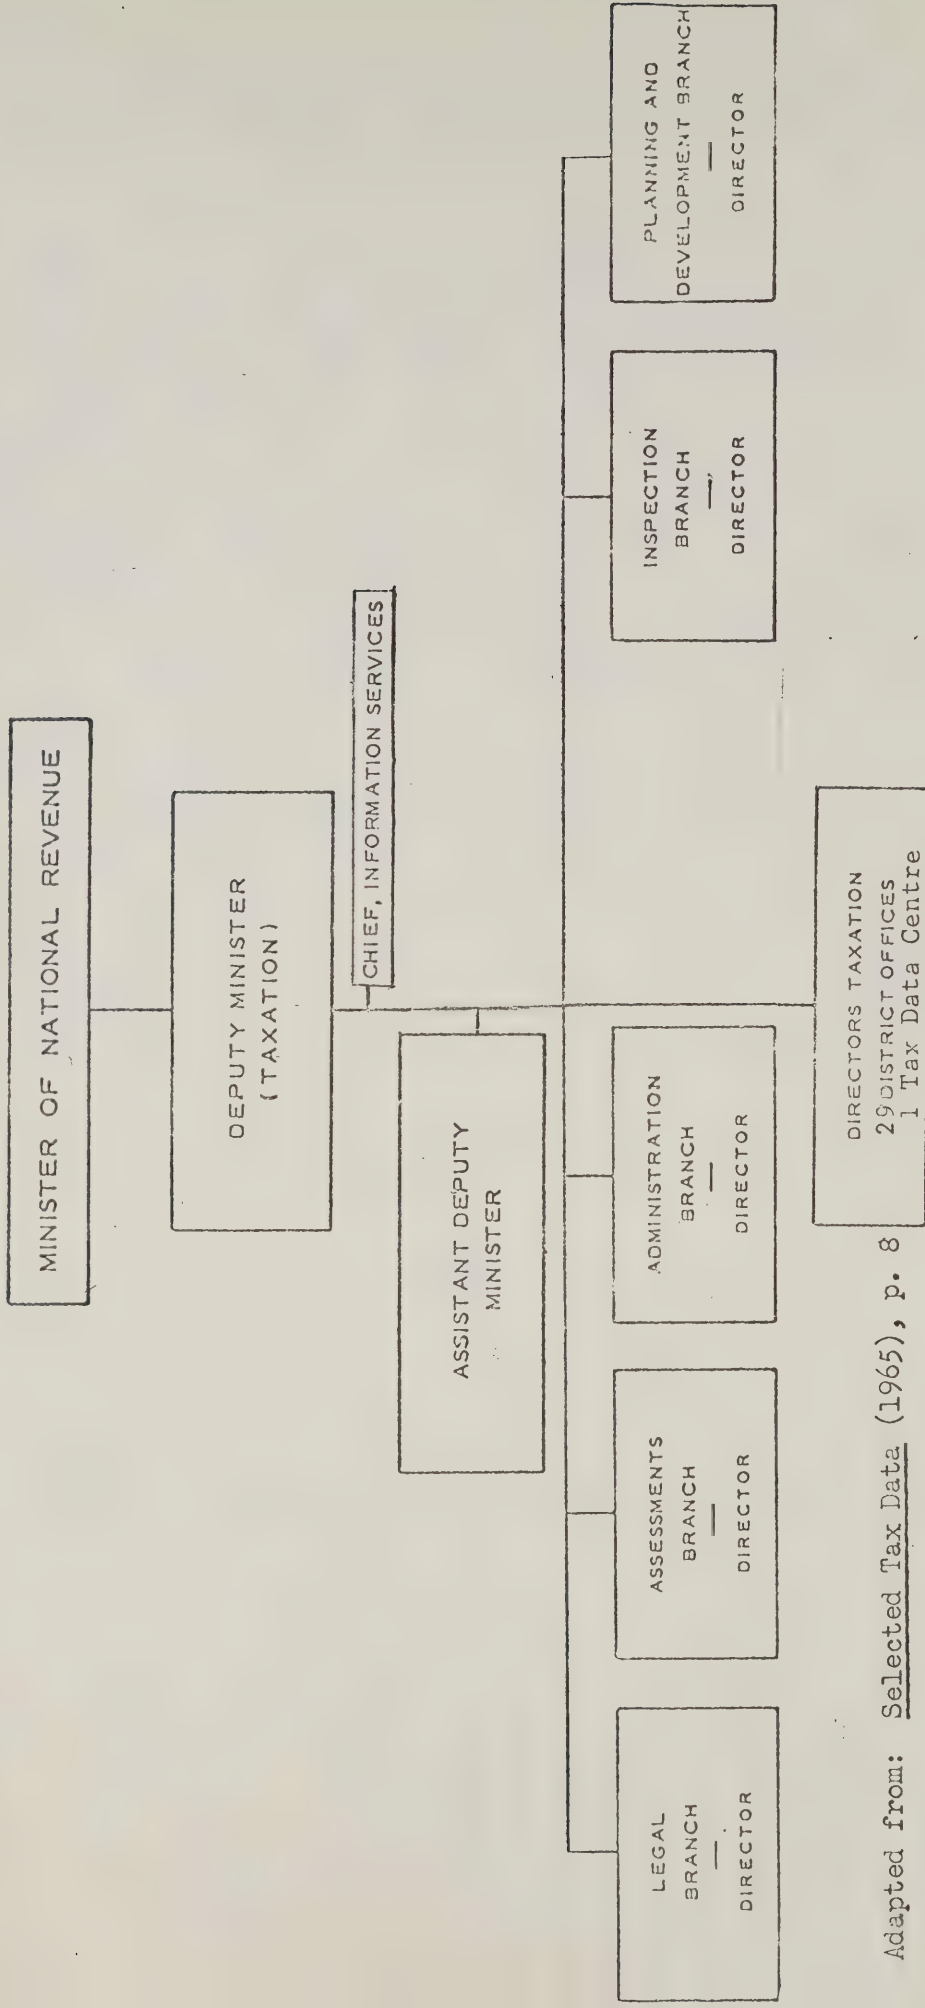 MINISTER OF NATIONAL REVENUE
DEPUTY MINISTER
(TAXATION)
CHIEF, INFORMATION SERVICES
ASSISTANT DEPUTY
MINISTER
LEGAL
BRANCH
—
DIRECTOR
ASSESSMENTS
BRANCH
—
DIRECTOR
ADMINISTRATION
BRANCH
—
DIRECTOR
INSPECTION
BRANCH
—
DIRECTOR
PLANNING AND
DEVELOPMENT BRANCH
—
DIRECTOR
DIRECTORS TAXATION
29 DISTRICT OFFICES
1 Tax Data Centre
Adapted from: Selected Tax Data (1965), p. 8